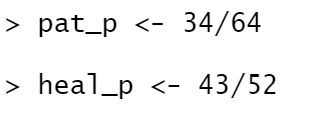 > pat_p <- 34/64
> heal_p <- 43/52